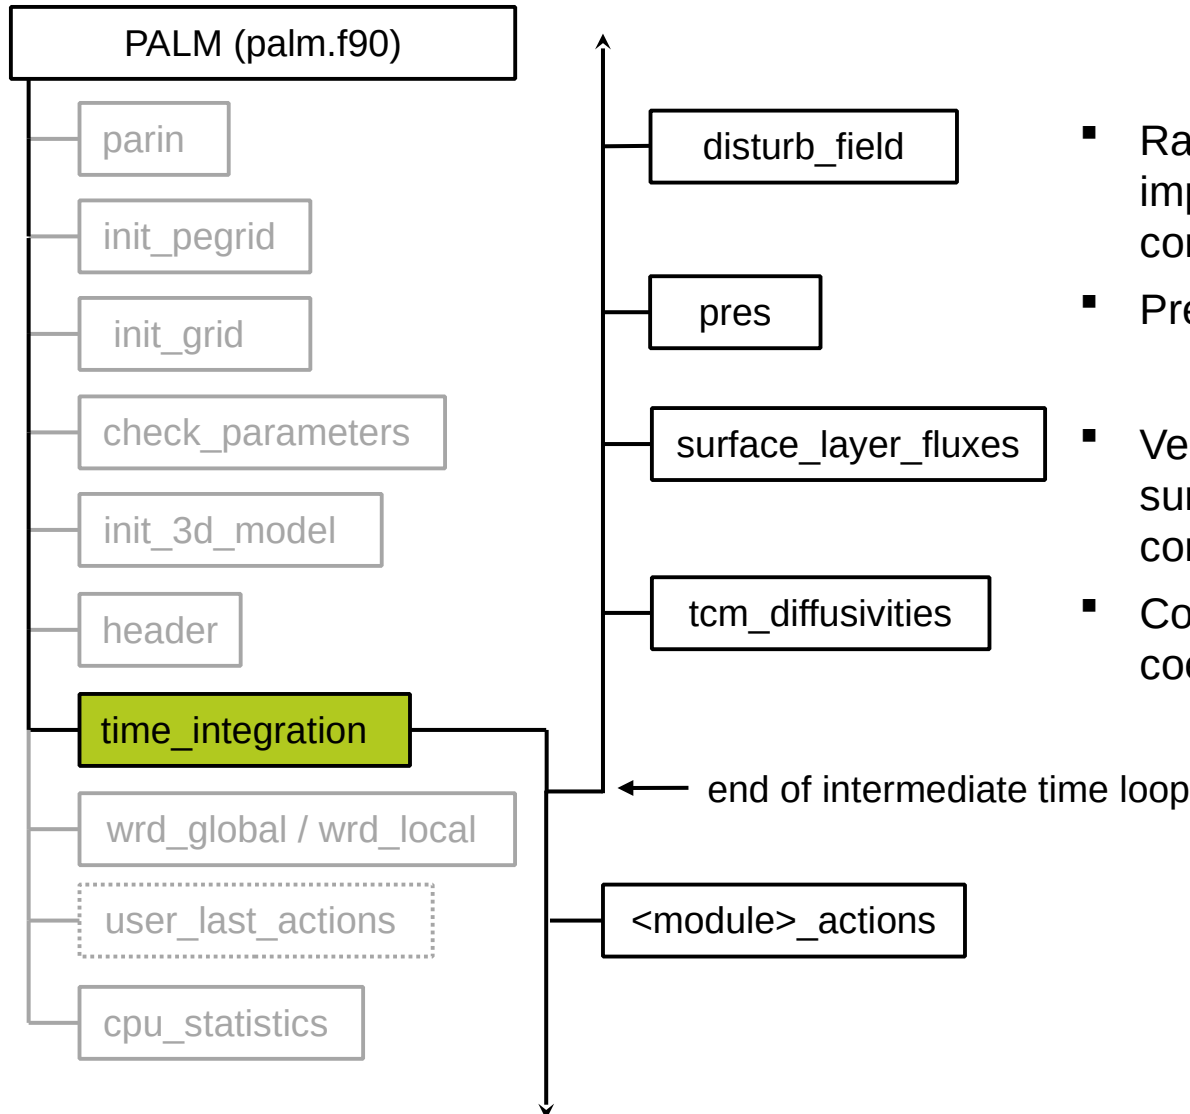 PALM (palm.f90)
parin
init_pegrid
init_grid
check_parameters
init_3d_model
header
time_integration
wrd_global / wrd_local
user_last_actions
cpu_statistics
disturb_field
pres
surface_layer_fluxes
tcm_diffusivities
end of intermediate time loop
<module>_actions